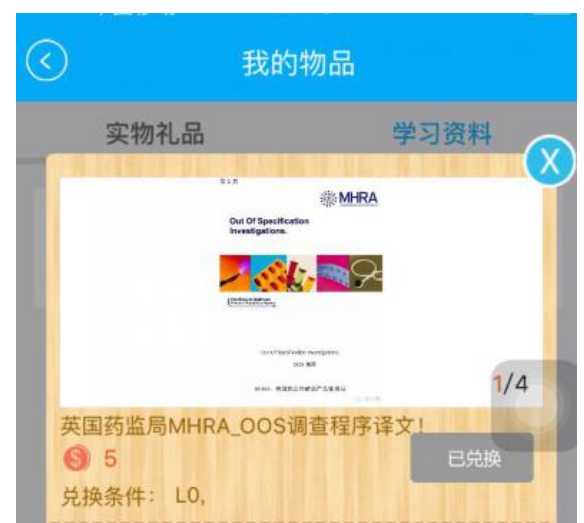 我的物品
实物礼品
学习资料
X
MHRA
Out Of Specification
Investigations.
1/4
英国药监局MHRA_OOS调查程序译文!
$ 5
已兑换
兑换条件: L0,